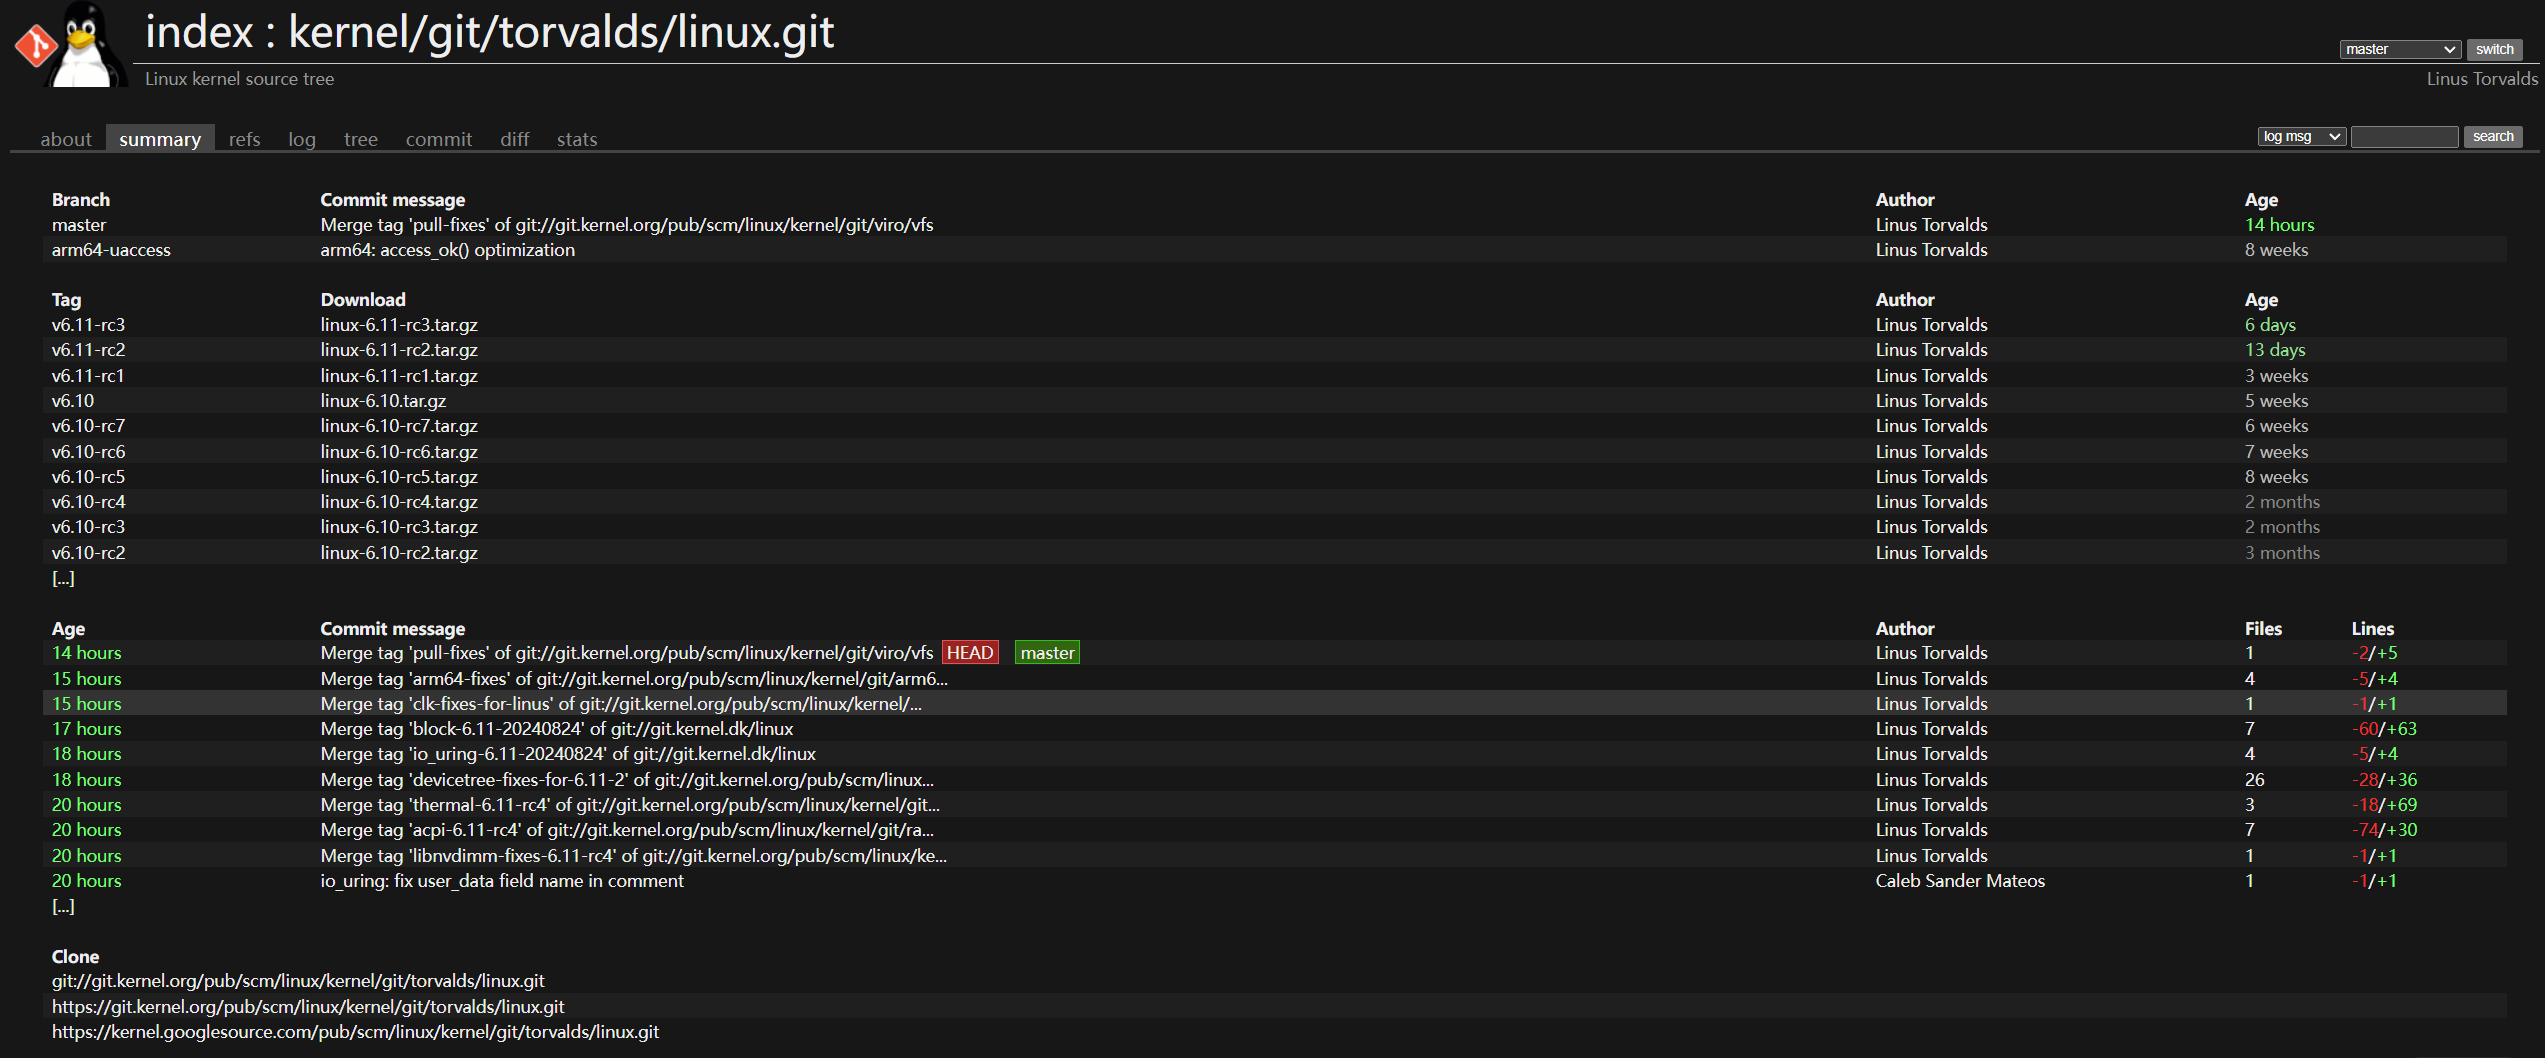 index : kernel/git/torvalds/linux.git
master switch
Linux kernel source tree Linus Torvalds
about summary refs log tree commit diff stats log msg search
Branch Commit message Author Age
master Merge tag 'pull-fixes' of git://git.kernel.org/pub/scm/linux/kernel/git/viro/vfs Linus Torvalds 14 hours
arm64-uaccess arm64: access_ok() optimization Linus Torvalds 8 weeks
Tag Download Author Age
v6.11-rc3 linux-6.11-rc3.tar.gz Linus Torvalds 6 days
v6.11-rc2 linux-6.11-rc2.tar.gz Linus Torvalds 13 days
v6.11-rc1 linux-6.11-rc1.tar.gz Linus Torvalds 3 weeks
v6.10 linux-6.10.tar.gz Linus Torvalds 5 weeks
v6.10-rc7 linux-6.10-rc7.tar.gz Linus Torvalds 6 weeks
v6.10-rc6 linux-6.10-rc6.tar.gz Linus Torvalds 7 weeks
v6.10-rc5 linux-6.10-rc5.tar.gz Linus Torvalds 8 weeks
v6.10-rc4 linux-6.10-rc4.tar.gz Linus Torvalds 2 months
v6.10-rc3 linux-6.10-rc3.tar.gz Linus Torvalds 2 months
v6.10-rc2 linux-6.10-rc2.tar.gz Linus Torvalds 3 months
[...]
Age Commit message Author Files Lines
14 hours Merge tag 'pull-fixes' of git://git.kernel.org/pub/scm/linux/kernel/git/viro/vfs HEAD master Linus Torvalds 1 -2/+5
15 hours Merge tag 'arm64-fixes' of git://git.kernel.org/pub/scm/linux/kernel/git/arm6... Linus Torvalds 4 -5/+4
15 hours Merge tag 'clk-fixes-for-linus' of git://git.kernel.org/pub/scm/linux/kernel/... Linus Torvalds 1 -1/+1
17 hours Merge tag 'block-6.11-20240824' of git://git.kernel.dk/linux Linus Torvalds 7 -60/+63
18 hours Merge tag 'io_uring-6.11-20240824' of git://git.kernel.dk/linux Linus Torvalds 4 -5/+4
18 hours Merge tag 'devicetree-fixes-for-6.11-2' of git://git.kernel.org/pub/scm/linux... Linus Torvalds 26 -28/+36
20 hours Merge tag 'thermal-6.11-rc4' of git://git.kernel.org/pub/scm/linux/kernel/git... Linus Torvalds 3 -18/+69
20 hours Merge tag 'acpi-6.11-rc4' of git://git.kernel.org/pub/scm/linux/kernel/git/ra... Linus Torvalds 7 -74/+30
20 hours Merge tag 'libnvdimm-fixes-6.11-rc4' of git://git.kernel.org/pub/scm/linux/ke... Linus Torvalds 1 -1/+1
20 hours io_uring: fix user_data field name in comment Caleb Sander Mateos 1 -1/+1
[...]
Clone
git://git.kernel.org/pub/scm/linux/kernel/git/torvalds/linux.git
https://git.kernel.org/pub/scm/linux/kernel/git/torvalds/linux.git
https://kernel.googlesource.com/pub/scm/linux/kernel/git/torvalds/linux.git